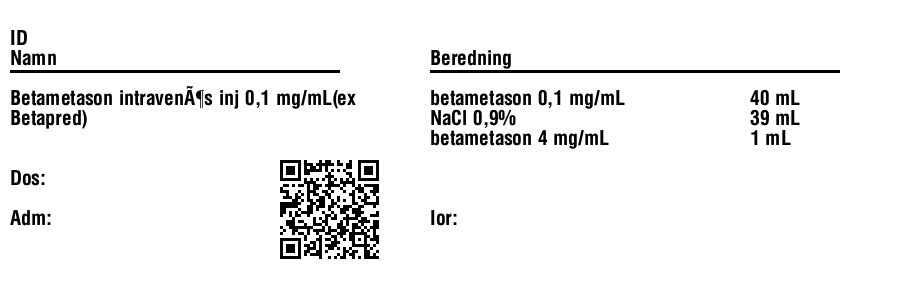 ID
Namn
Beredning
Betametason intravenÃ¶s inj 0,1 mg/mL(ex
Betapred)
betametason 0,1 mg/mL 40 mL
NaCl 0,9% 39 mL
betametason 4 mg/mL 1 mL
Dos:
Adm:
Ior: